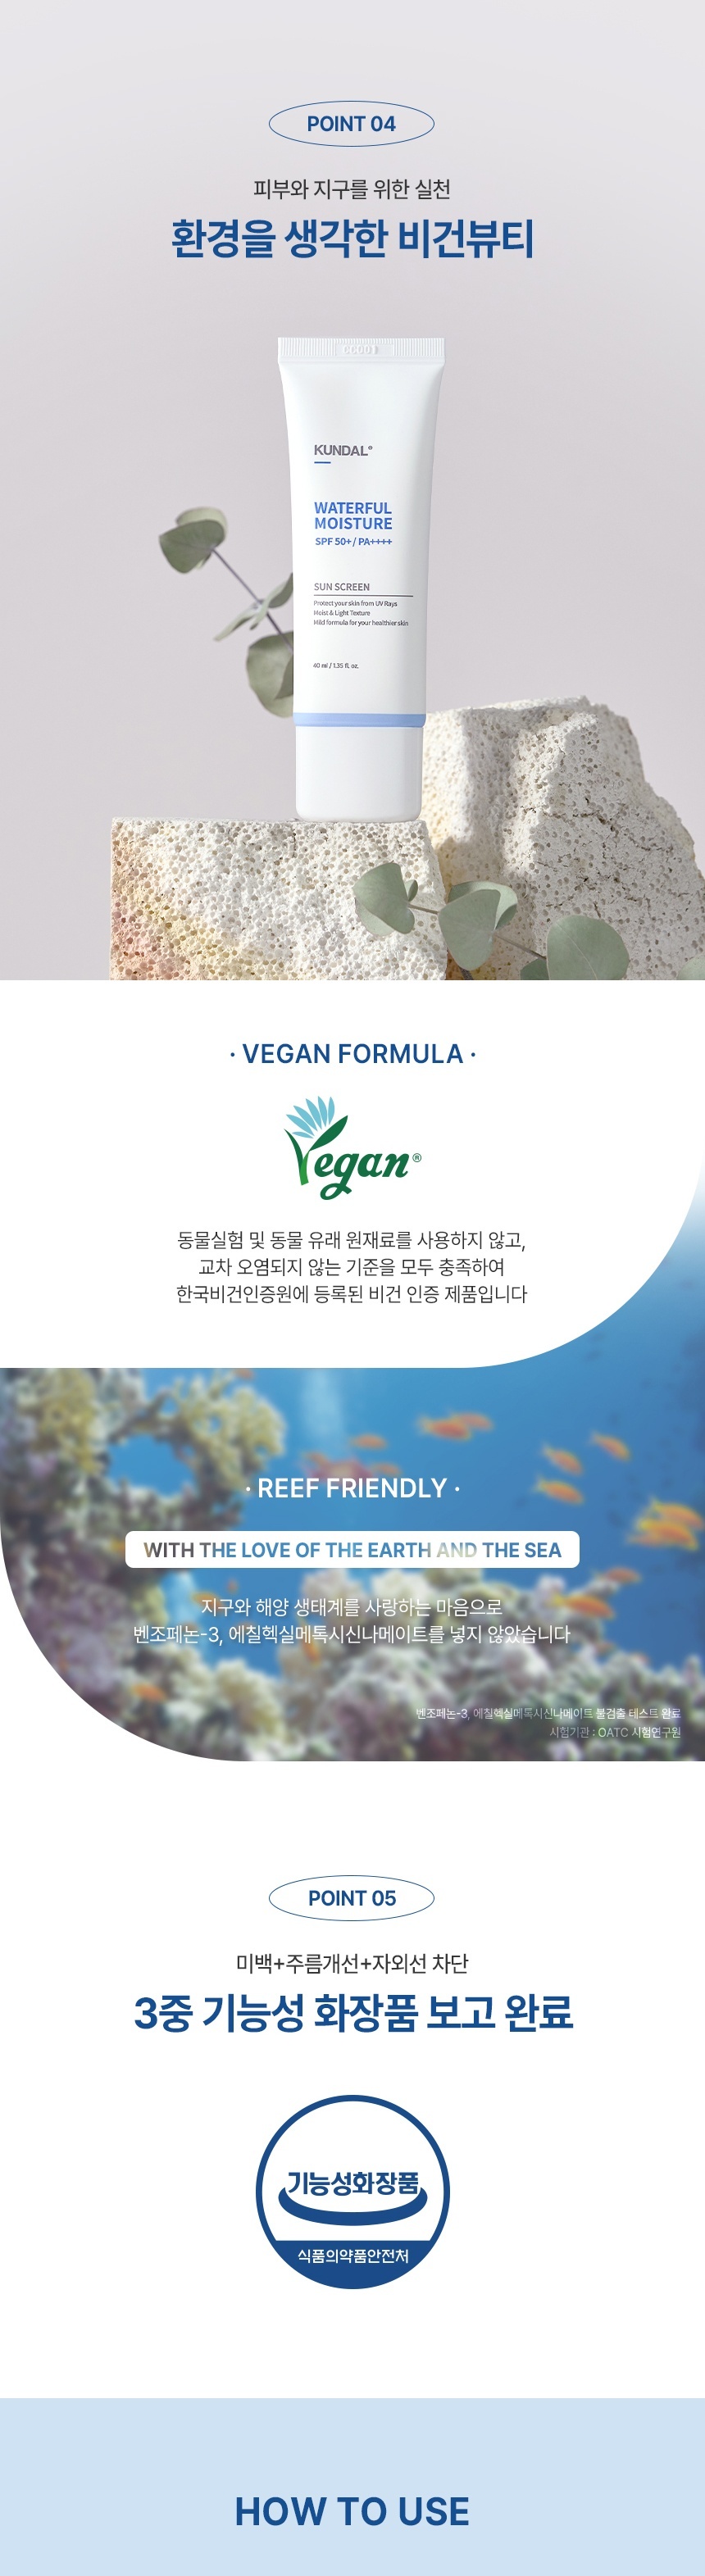 POINT 04
피부와 지구를 위한 실천
환경을 생각한 비건뷰티
KUNDAL®
WATERFUL
MOISTURE
SPF 50+ / PA++++
SUN SCREEN
Protect your skin from UV Rays
Moist & Light Texture
Mild formula for your healthier skin
40 ml / 1.35 fl. oz.
· VEGAN FORMULA ·
Vegan®
동물실험 및 동물 유래 원재료를 사용하지 않고,
교차 오염되지 않는 기준을 모두 충족하여
한국비건인증원에 등록된 비건 인증 제품입니다
· REEF FRIENDLY ·
WITH THE LOVE OF THE EARTH AND THE SEA
지구와 해양 생태계를 사랑하는 마음으로
벤조페논-3, 에칠헥실메톡시신나메이트를 넣지 않았습니다
벤조페논-3, 에칠헥실메톡시신나메이트 불검출 테스트 완료
시험기관 : OATC 시험연구원
POINT 05
미백+주름개선+자외선 차단
3중 기능성 화장품 보고 완료
기능성화장품
식품의약품안전처
HOW TO USE